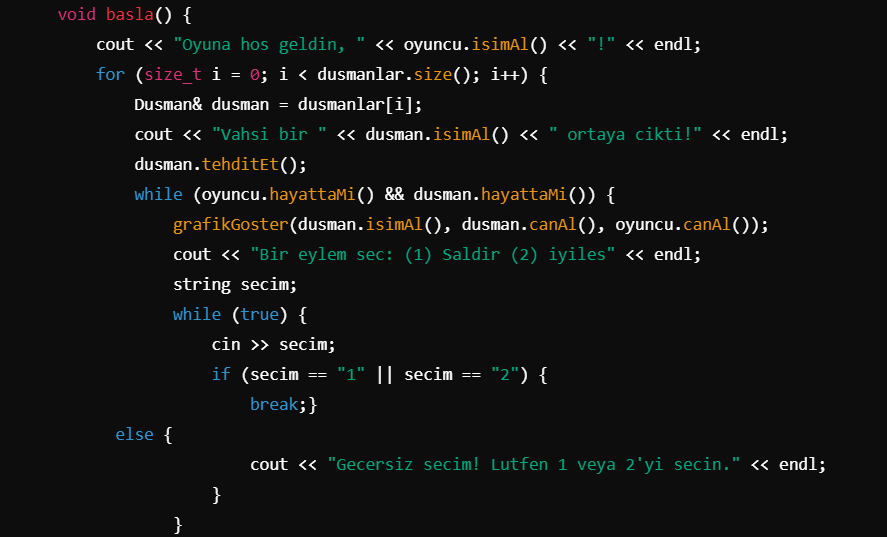 void basla() {
cout << "Oyuna hos geldin, " << oyuncu.isimAl() << "!" << endl;
for (size_t i = 0; i < dusmanlar.size(); i++) {
Dusman& dusman = dusmanlar[i];
cout << "Vahsi bir " << dusman.isimAl() << " ortaya cikti!" << endl;
dusman.tehditEt();
while (oyuncu.hayattaMi() && dusman.hayattaMi()) {
grafikGoster(dusman.isimAl(), dusman.canAl(), oyuncu.canAl());
cout << "Bir eylem sec: (1) Saldir (2) iyiles" << endl;
string secim;
while (true) {
cin >> secim;
if (secim == "1" || secim == "2") {
break;}
else {
cout << "Gecersiz secim! Lutfen 1 veya 2'yi secin." << endl;
}
}